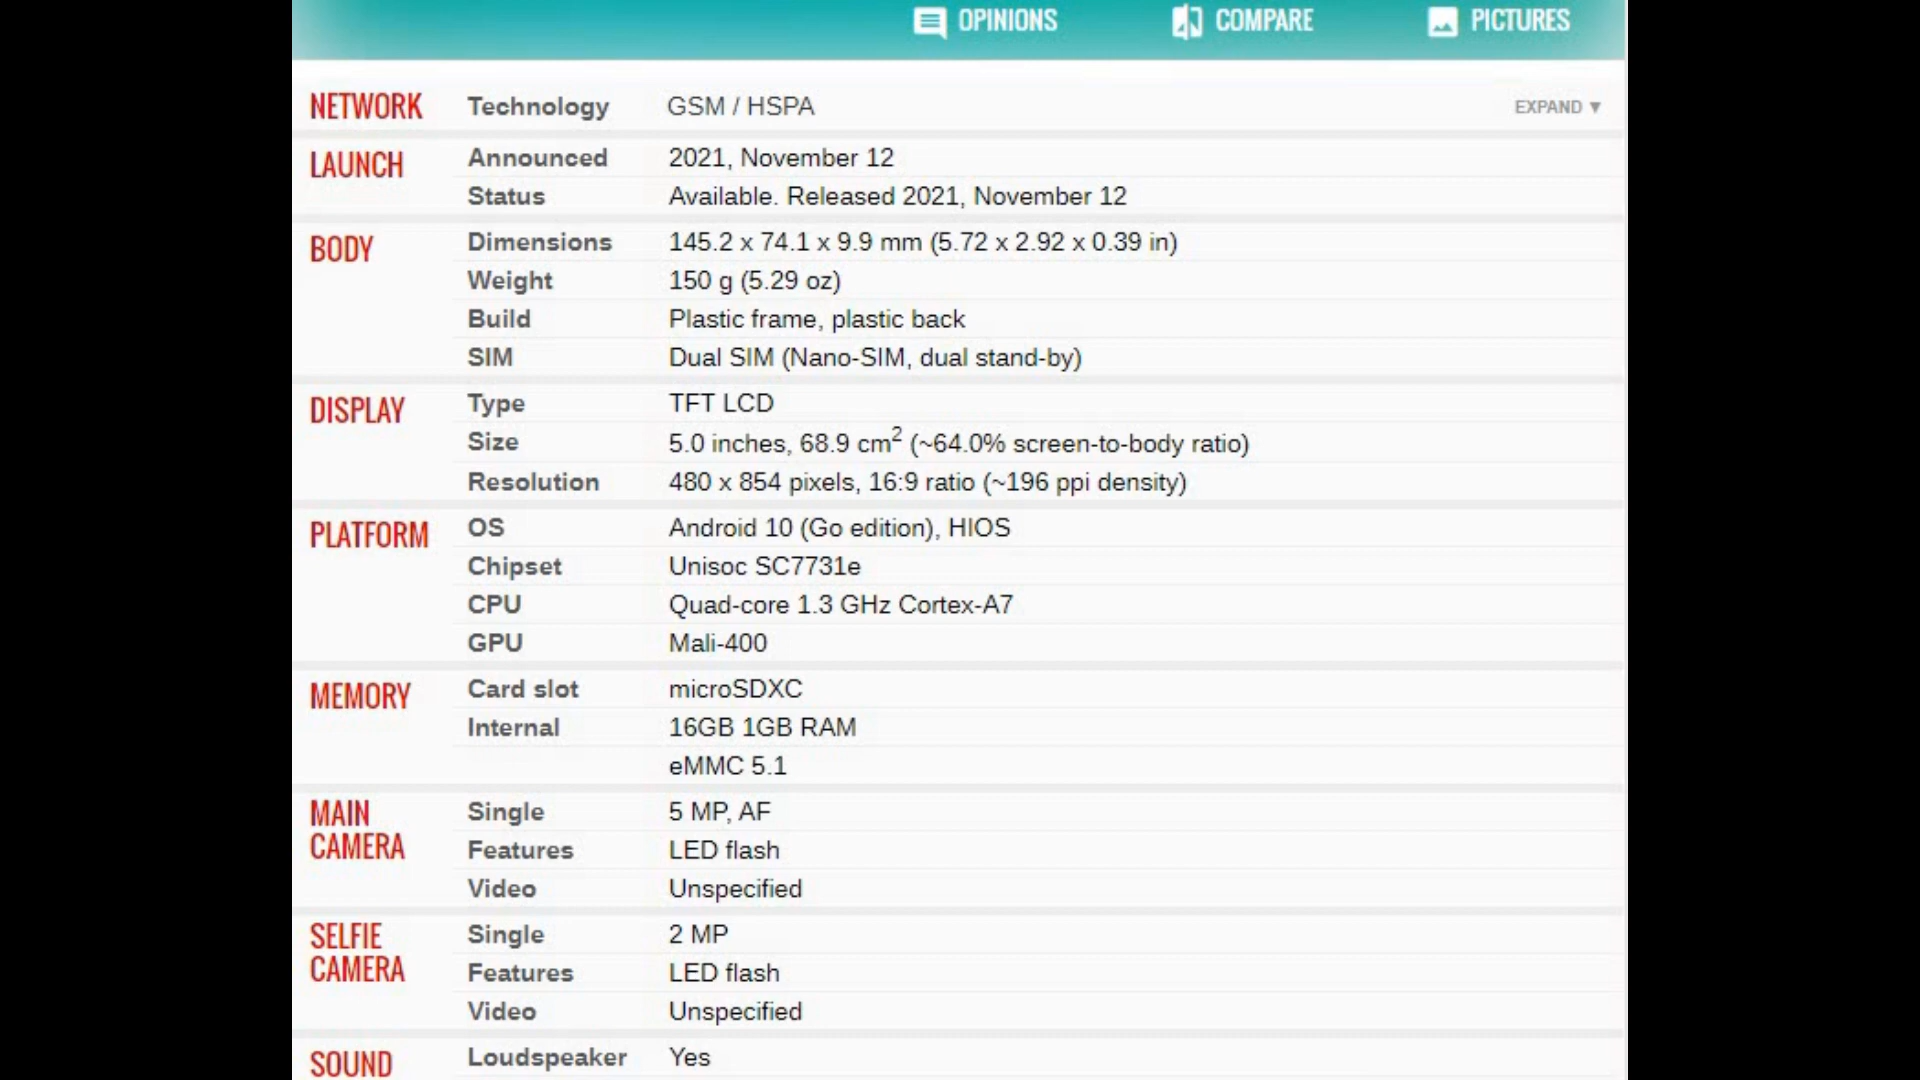 OPINIONS COMPARE PICTURES
NETWORK Technology GSM / HSPA EXPAND ▼
LAUNCH Announced 2021, November 12
Status Available. Released 2021, November 12
BODY Dimensions 145.2 x 74.1 x 9.9 mm (5.72 x 2.92 x 0.39 in)
Weight 150 g (5.29 oz)
Build Plastic frame, plastic back
SIM Dual SIM (Nano-SIM, dual stand-by)
DISPLAY Type TFT LCD
Size 5.0 inches, 68.9 cm² (~64.0% screen-to-body ratio)
Resolution 480 x 854 pixels, 16:9 ratio (~196 ppi density)
PLATFORM OS Android 10 (Go edition), HIOS
Chipset Unisoc SC7731e
CPU Quad-core 1.3 GHz Cortex-A7
GPU Mali-400
MEMORY Card slot microSDXC
Internal 16GB 1GB RAM
eMMC 5.1
MAIN CAMERA Single 5 MP, AF
Features LED flash
Video Unspecified
SELFIE CAMERA Single 2 MP
Features LED flash
Video Unspecified
SOUND Loudspeaker Yes